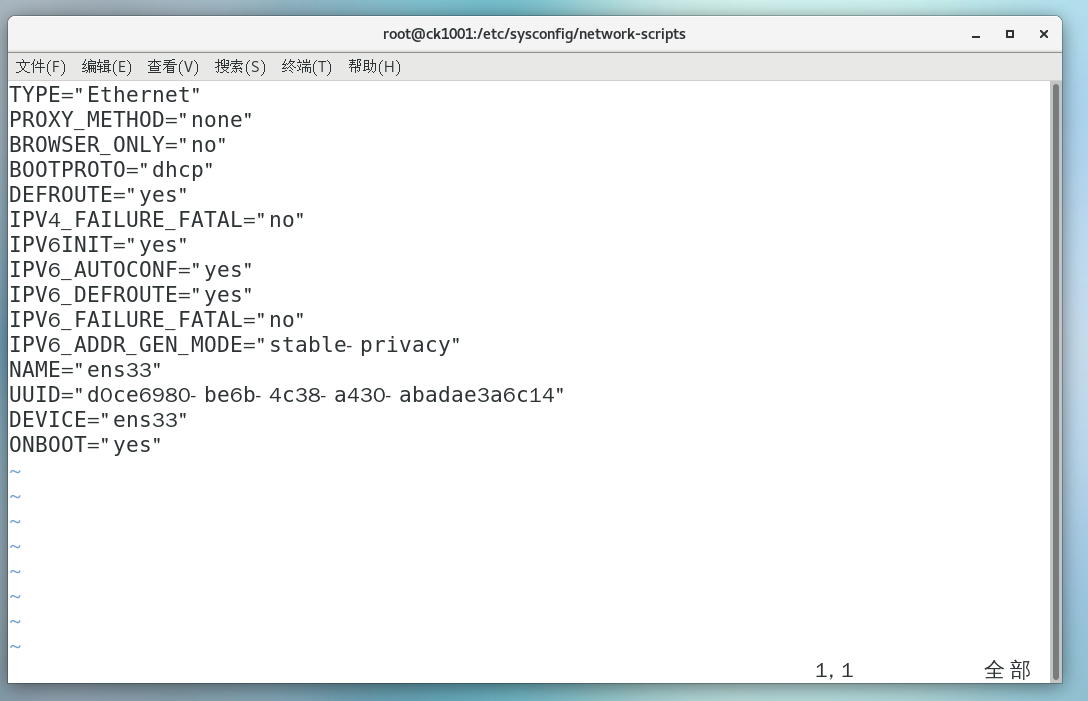 root@ck1001:/etc/sysconfig/network-scripts
文件(F) 编辑(E) 查看(V) 搜索(S) 终端(T) 帮助(H)
TYPE="Ethernet"
PROXY_METHOD="none"
BROWSER_ONLY="no"
BOOTPROTO="dhcp"
DEFROUTE="yes"
IPV4_FAILURE_FATAL="no"
IPV6INIT="yes"
IPV6_AUTOCONF="yes"
IPV6_DEFROUTE="yes"
IPV6_FAILURE_FATAL="no"
IPV6_ADDR_GEN_MODE="stable-privacy"
NAME="ens33"
UUID="d0ce6980-be6b-4c38-a430-abadae3a6c14"
DEVICE="ens33"
ONBOOT="yes"
~
~
~
~
~
~
~
~
1,1 全部